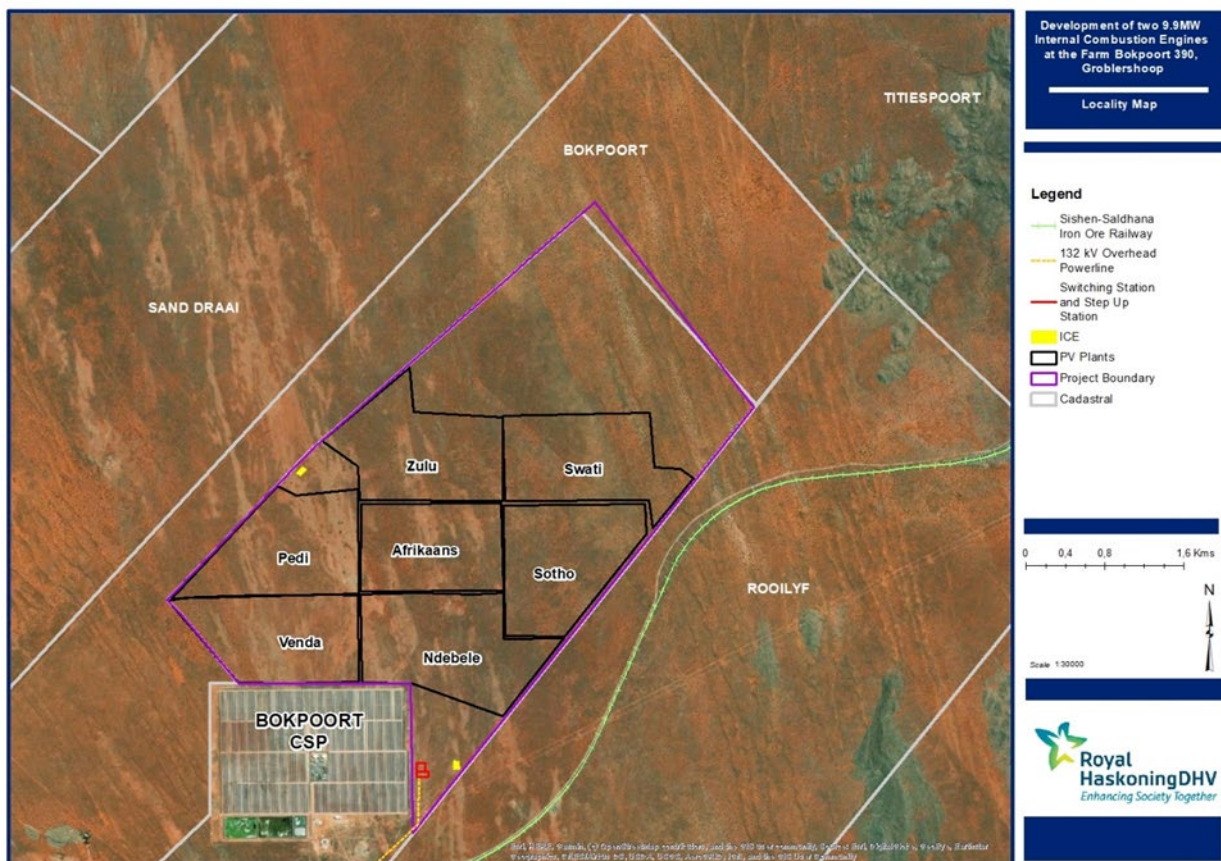 Development of two 9.9MW
Internal Combustion Engines
at the Farm Bokpoort 390,
Groblershoop
Locality Map
TITIESPOORT
BOKPOORT
SAND DRAAI
Zulu
Swati
Pedi
Afrikaans
Sotho
ROOILYF
Venda
Ndebele
BOKPOORT
CSP
Legend
Sishen-Saldhana
Iron Ore Railway
132 kV Overhead
Powerline
Switching Station
and Step Up
Station
ICE
PV Plants
Project Boundary
Cadastral
0 0,4 0,8 1,6 Kms
N
Scale 1:30000
Royal
HaskoningDHV
Enhancing Society Together